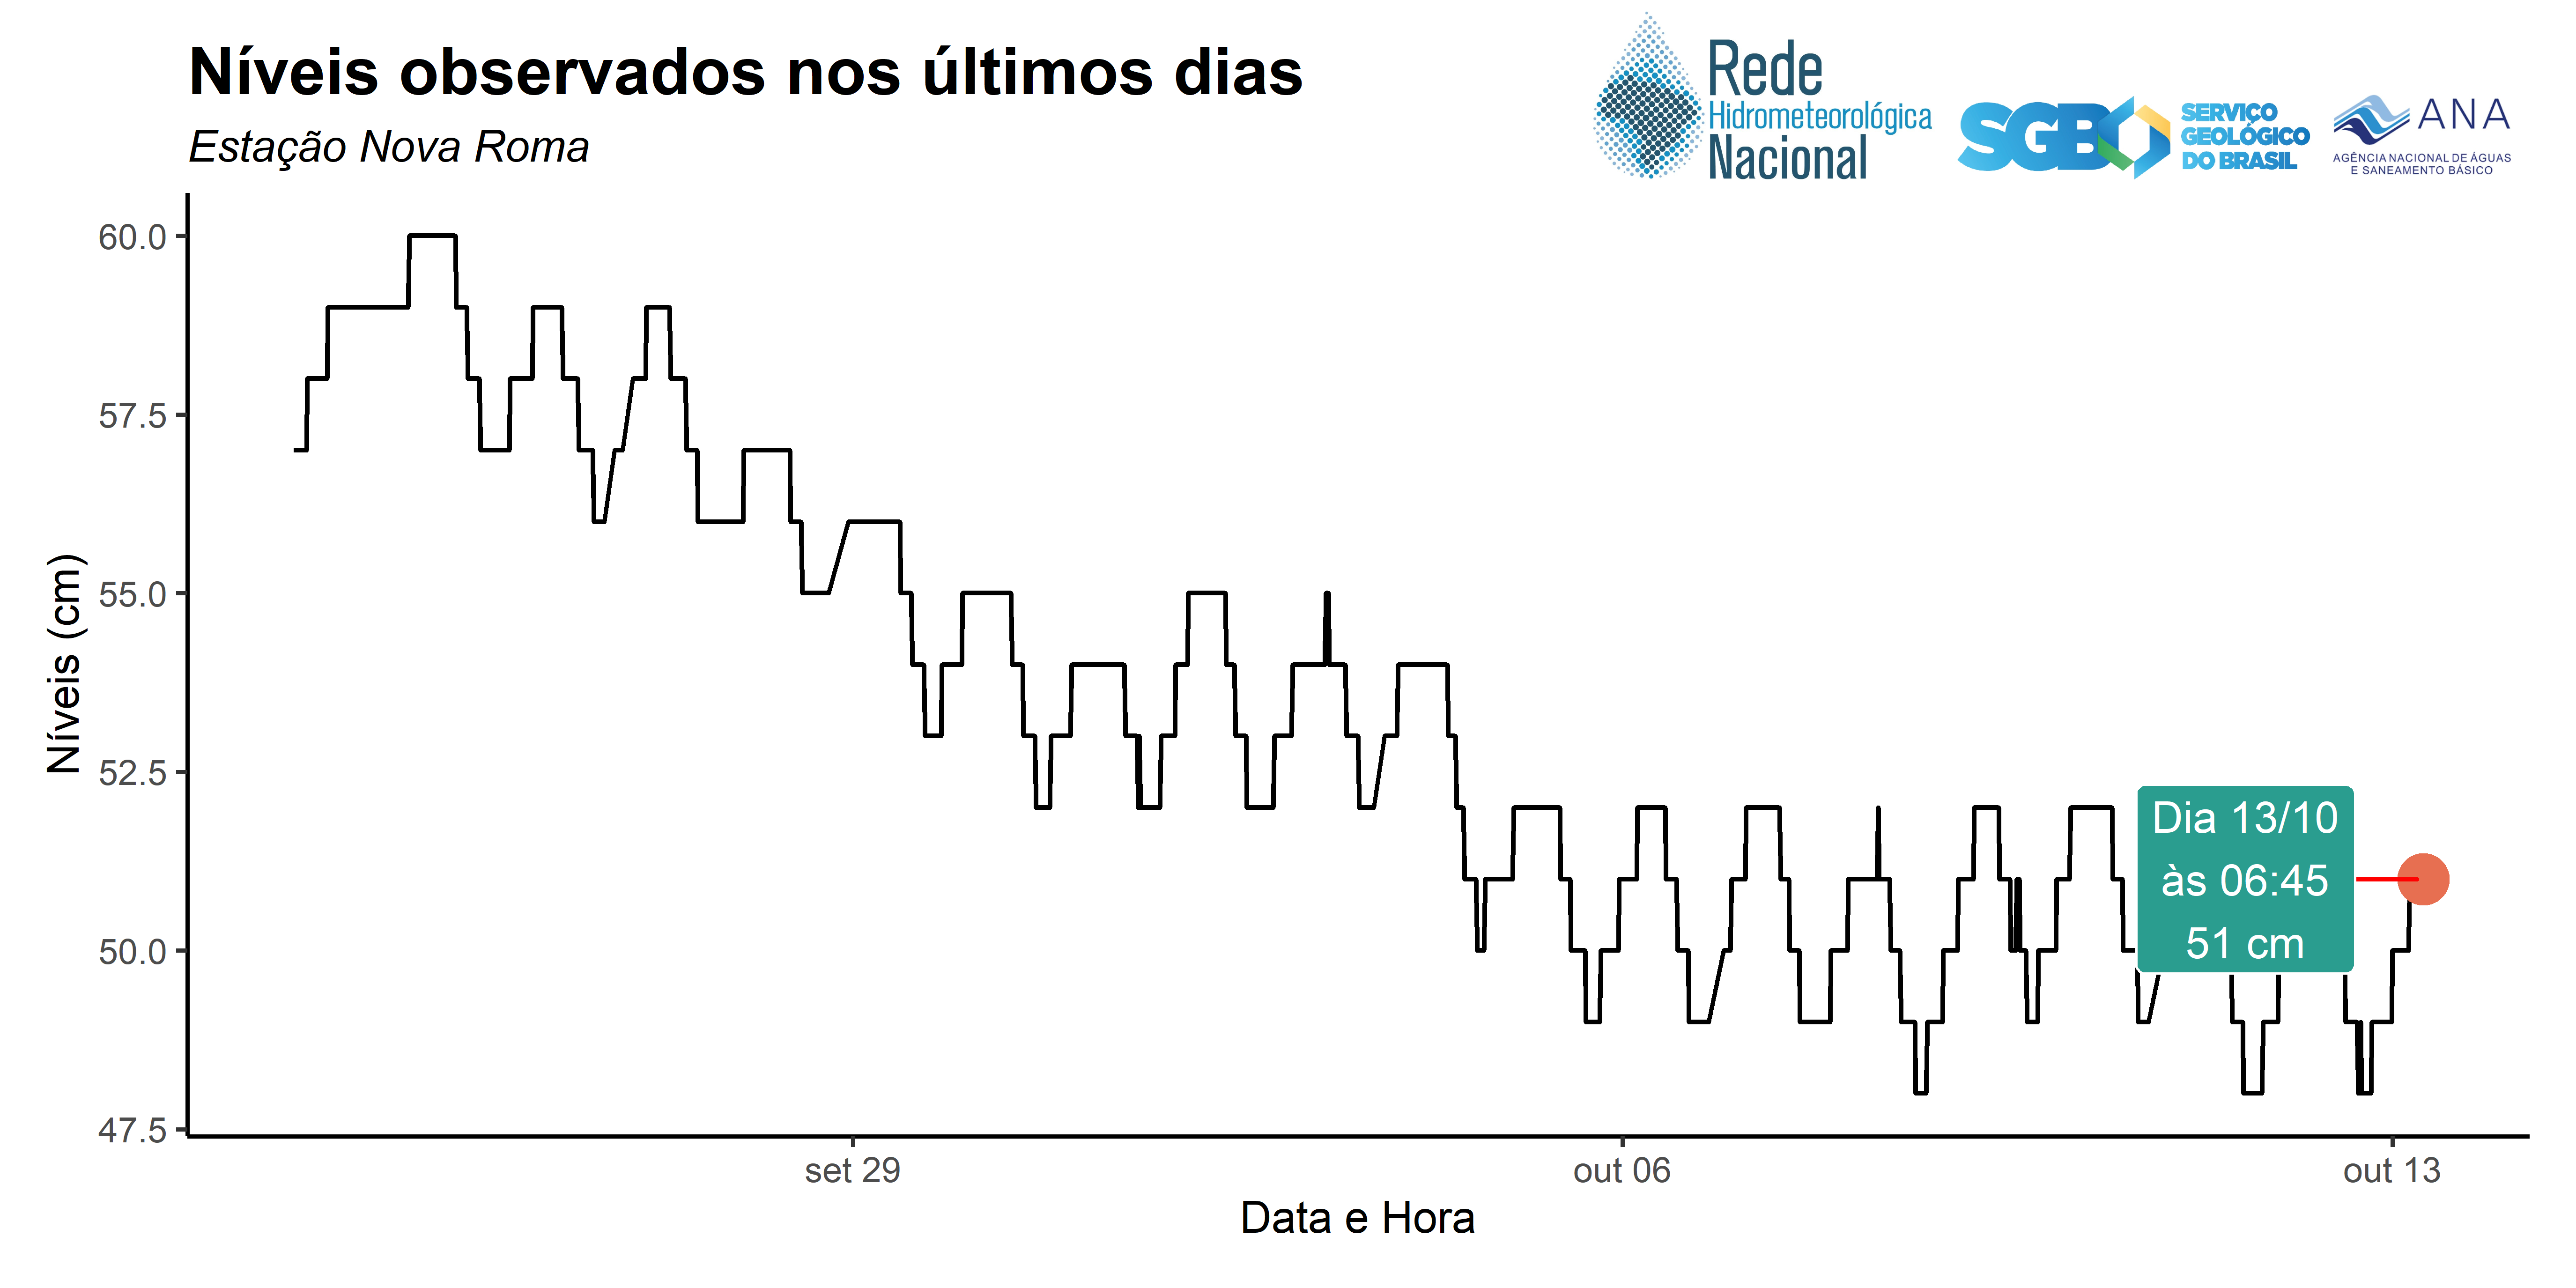 Níveis observados nos últimos dias
Estação Nova Roma
Rede
Hidrometeorológica
Nacional
SGB
SERVIÇO
GEOLÓGICO
DO BRASIL
ANA
AGÊNCIA NACIONAL DE ÁGUAS
E SANEAMENTO BÁSICO
Níveis (cm)
60.0
57.5
55.0
52.5
50.0
47.5
Dia 13/10
às 06:45
51 cm
set 29
out 06
out 13
Data e Hora